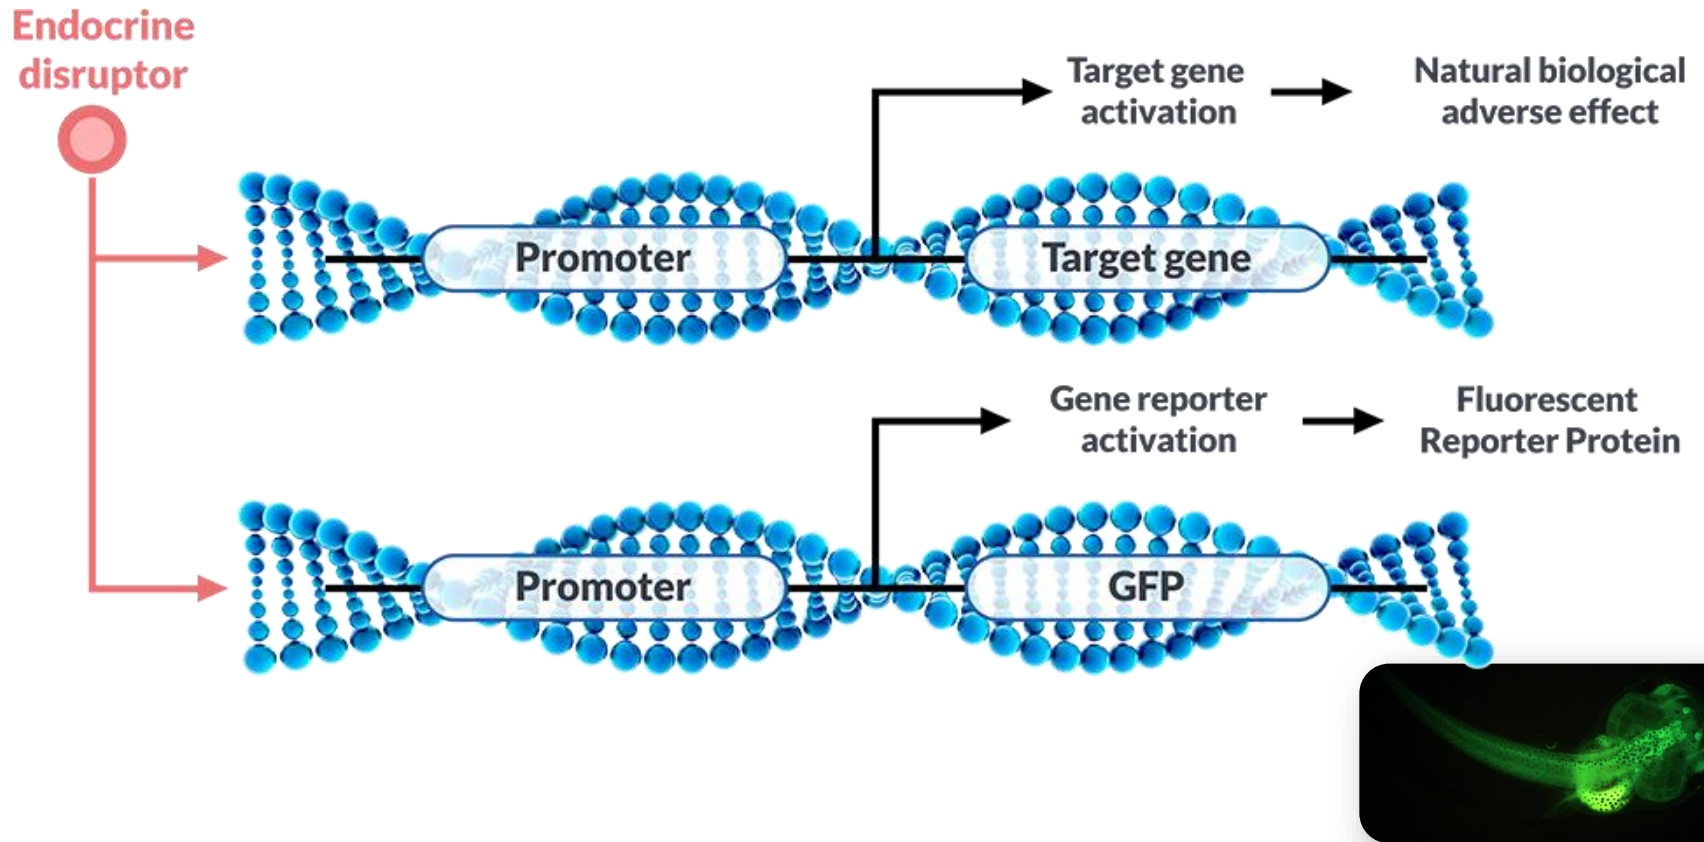 Endocrine
disruptor
Target gene
activation
Natural biological
adverse effect
Promoter
Target gene
Gene reporter
activation
Fluorescent
Reporter Protein
Promoter
GFP